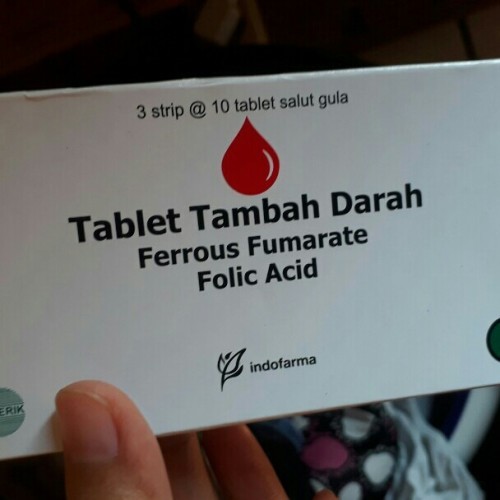 3 strip @ 10 tablet salut gula
Tablet Tambah Darah
Ferrous Fumarate
Folic Acid
indofarma